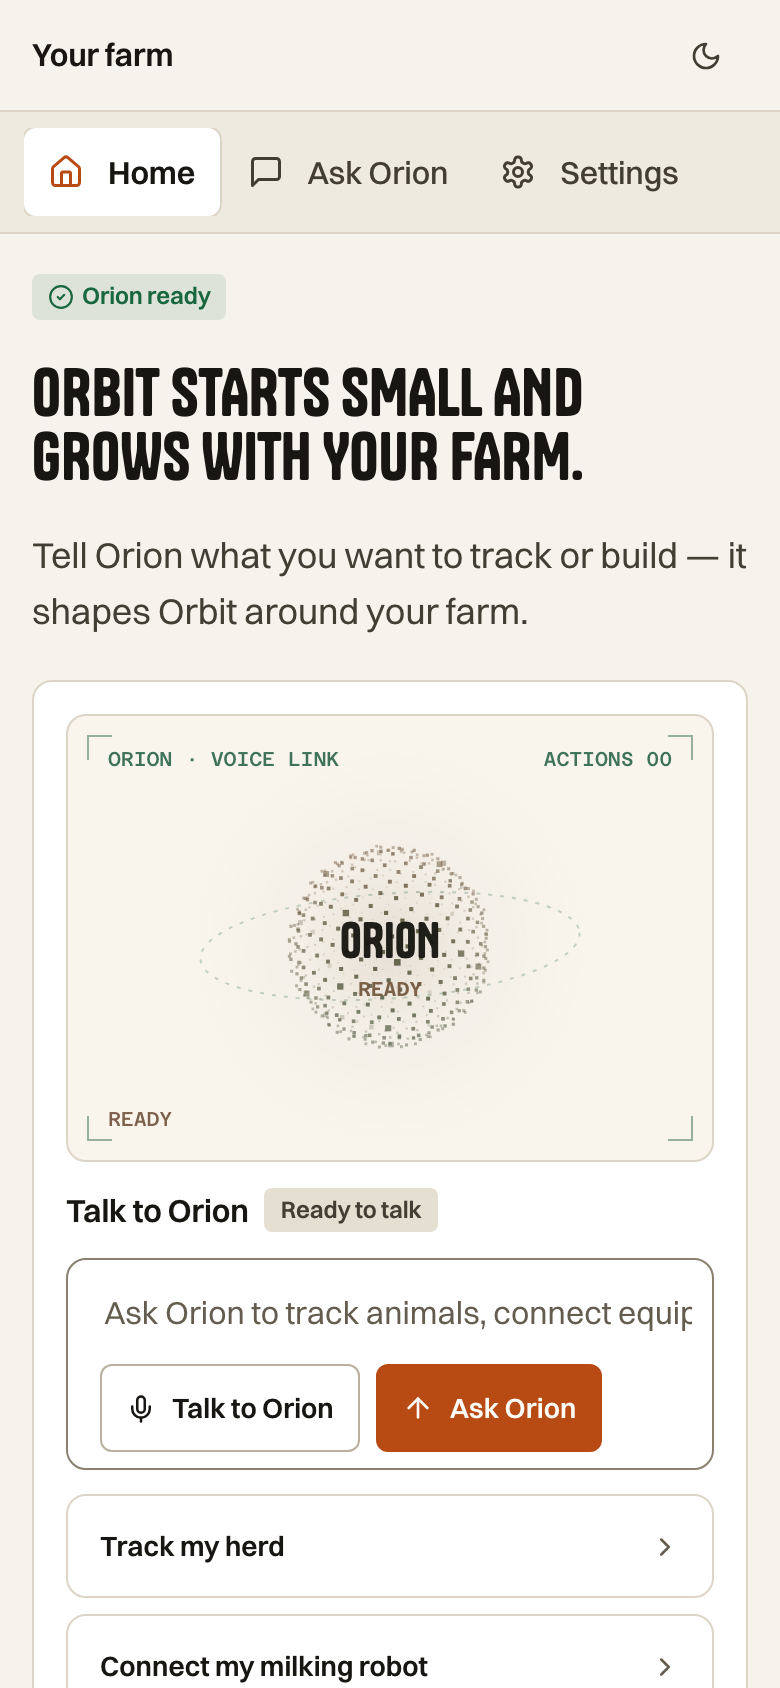 Your farm
Home
Ask Orion
Settings
Orion ready
ORBIT STARTS SMALL AND
GROWS WITH YOUR FARM.
Tell Orion what you want to track or build — it
shapes Orbit around your farm.
ORION · VOICE LINK
ACTIONS 00
ORION
READY
READY
Talk to Orion
Ready to talk
Ask Orion to track animals, connect equip
Talk to Orion
Ask Orion
Track my herd
Connect my milking robot